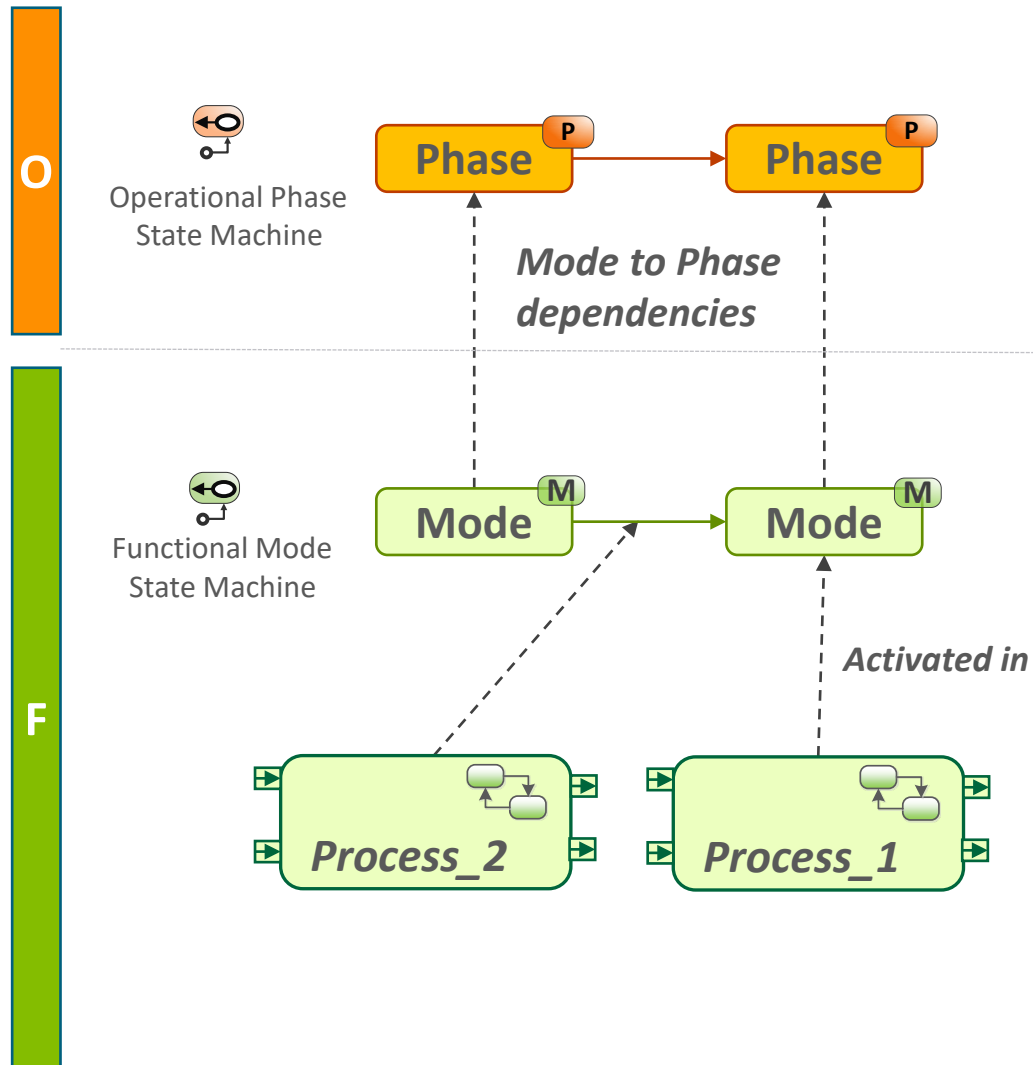 O
P
P
Phase
Phase
Operational Phase
State Machine
Mode to Phase
dependencies
M
M
Mode
Mode
Functional Mode
State Machine
Activated in
F
Process_2
Process_1